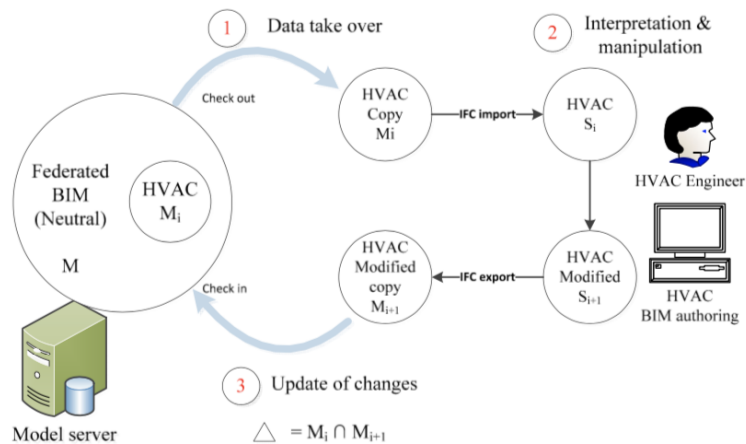 1
Data take over
2
Interpretation &
manipulation
Check out
HVAC
Copy
Mi
IFC import
HVAC
Sᵢ
Federated
BIM
(Neutral)
M
HVAC
Mᵢ
HVAC Engineer
HVAC
Modified
copy
Mᵢ₊₁
IFC export
HVAC
Modified
Sᵢ₊₁
HVAC
BIM authoring
Check in
3
Update of changes
Model server
△ = Mᵢ ∩ Mᵢ₊₁